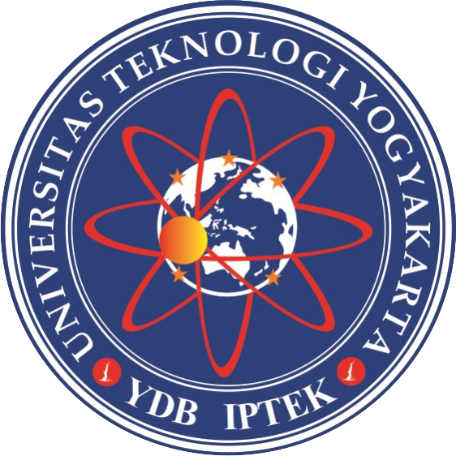 UNIVERSITAS TEKNOLOGI YOGYAKARTA
YDB IPTEK